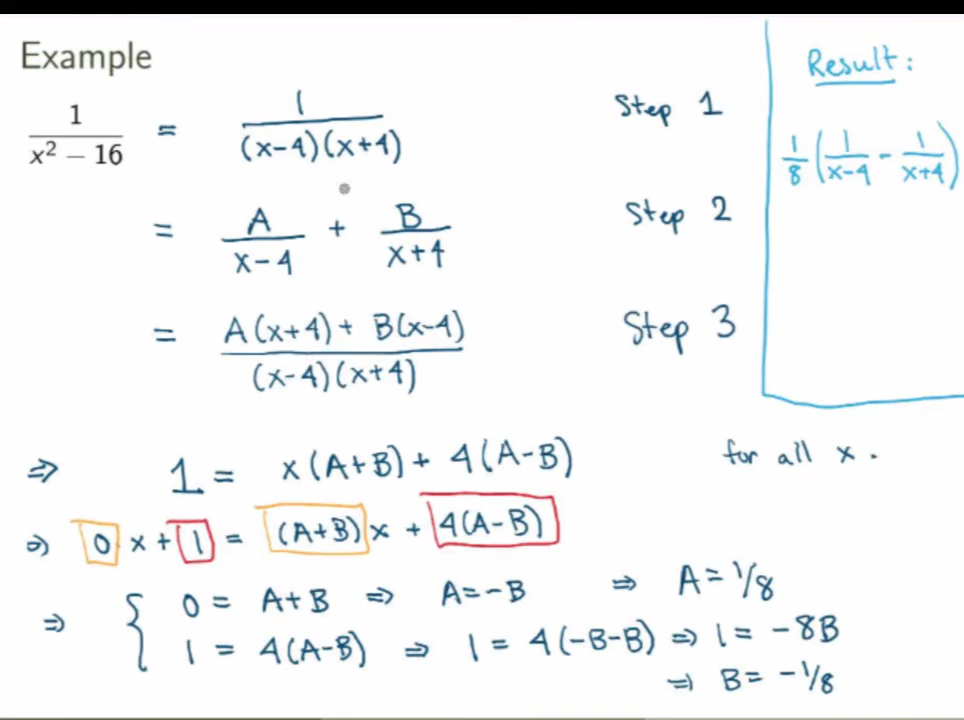 Example
1/(x² − 16) = 1/((x-4)(x+4)) Step 1
= A/(x-4) + B/(x+4) Step 2
= (A(x+4) + B(x-4))/((x-4)(x+4)) Step 3
⇒ 1 = x(A+B) + 4(A-B) for all x.
⇒ 0 x + 1 = (A+B) x + 4(A-B)
⇒ { 0 = A+B ⇒ A=-B ⇒ A=1/8
1 = 4(A-B) ⇒ 1 = 4(-B-B) ⇒ 1 = -8B
⇒ B= -1/8
Result:
1/8 (1/(x-4) - 1/(x+4))